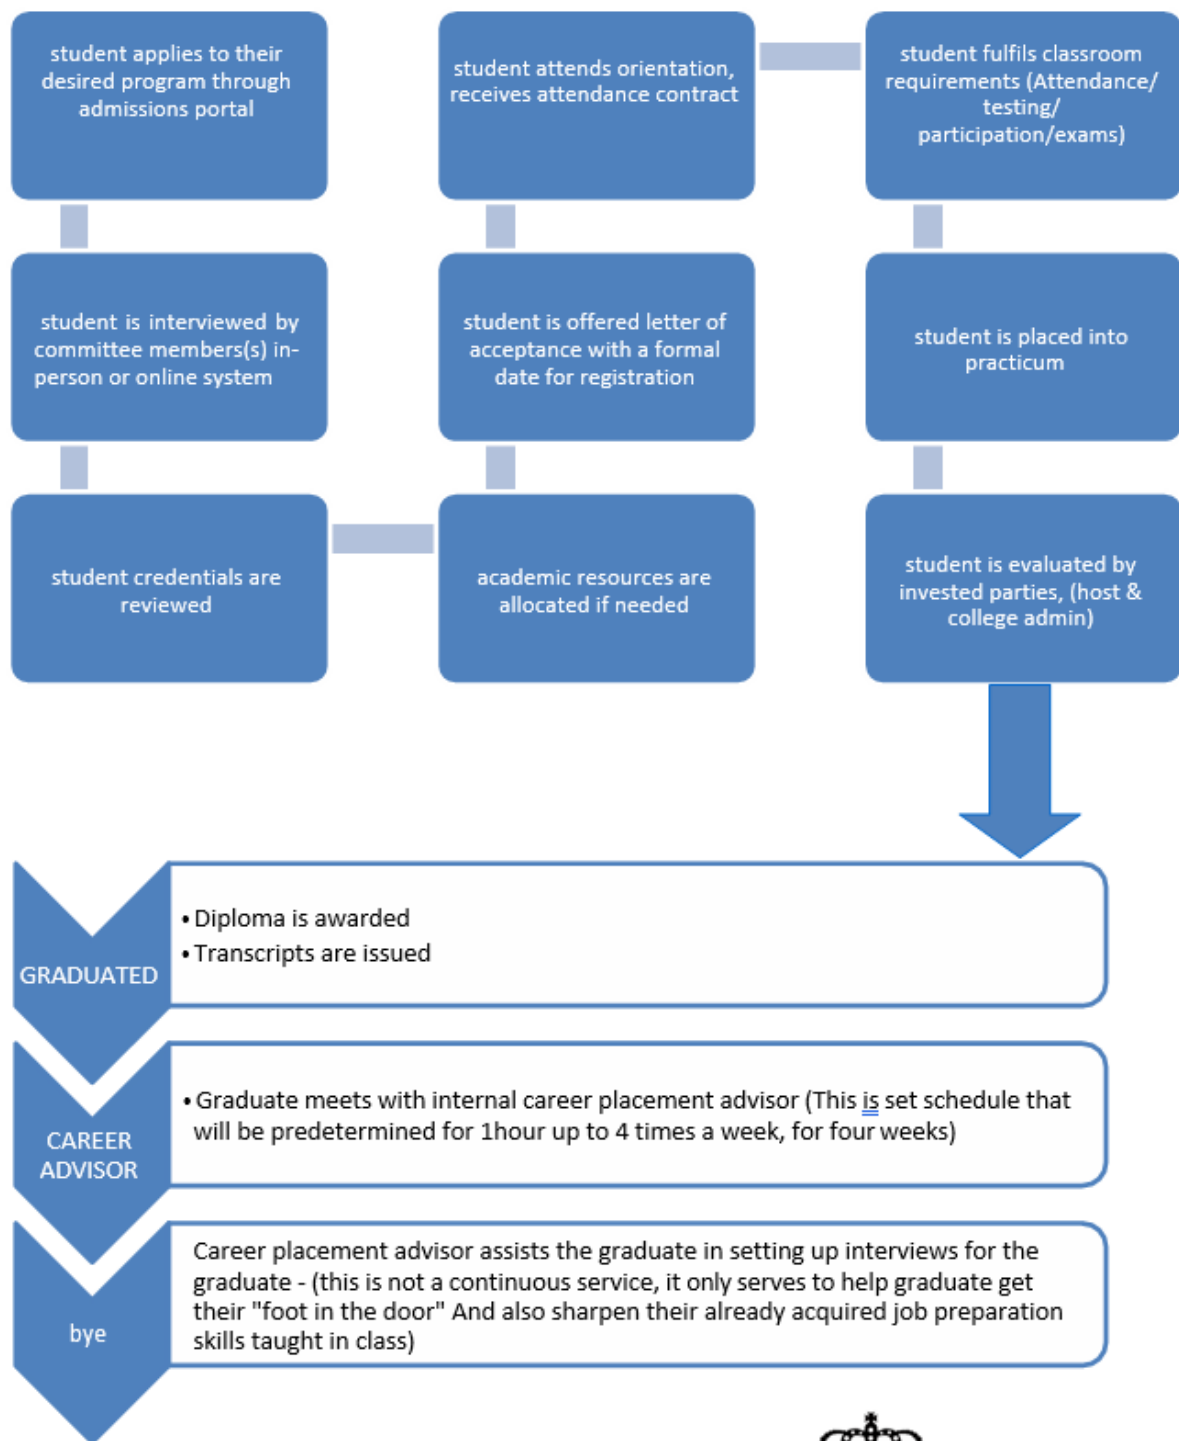 student applies to their
desired program through
admissions portal
student is interviewed by
committee members(s) in-
person or online system
student credentials are
reviewed
academic resources are
allocated if needed
student is offered letter of
acceptance with a formal
date for registration
student attends orientation,
receives attendance contract
student fulfils classroom
requirements (Attendance/
testing/
participation/exams)
student is placed into
practicum
student is evaluated by
invested parties, (host &
college admin)
GRADUATED
• Diploma is awarded
• Transcripts are issued
CAREER
ADVISOR
• Graduate meets with internal career placement advisor (This is set schedule that
will be predetermined for 1hour up to 4 times a week, for four weeks)
bye
Career placement advisor assists the graduate in setting up interviews for the
graduate - (this is not a continuous service, it only serves to help graduate get
their "foot in the door" And also sharpen their already acquired job preparation
skills taught in class)